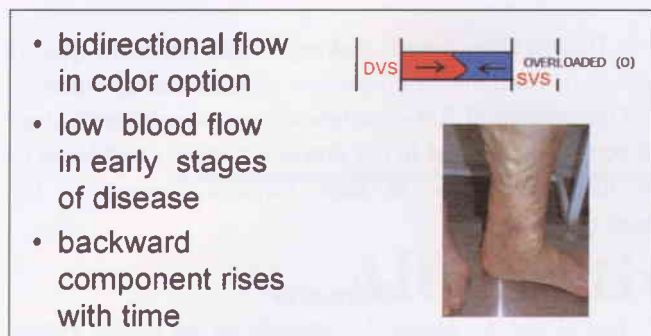 • bidirectional flow
in color option
• low blood flow
in early stages
of disease
• backward
component rises
with time
DVS
OVERLOADED (O)
SVS